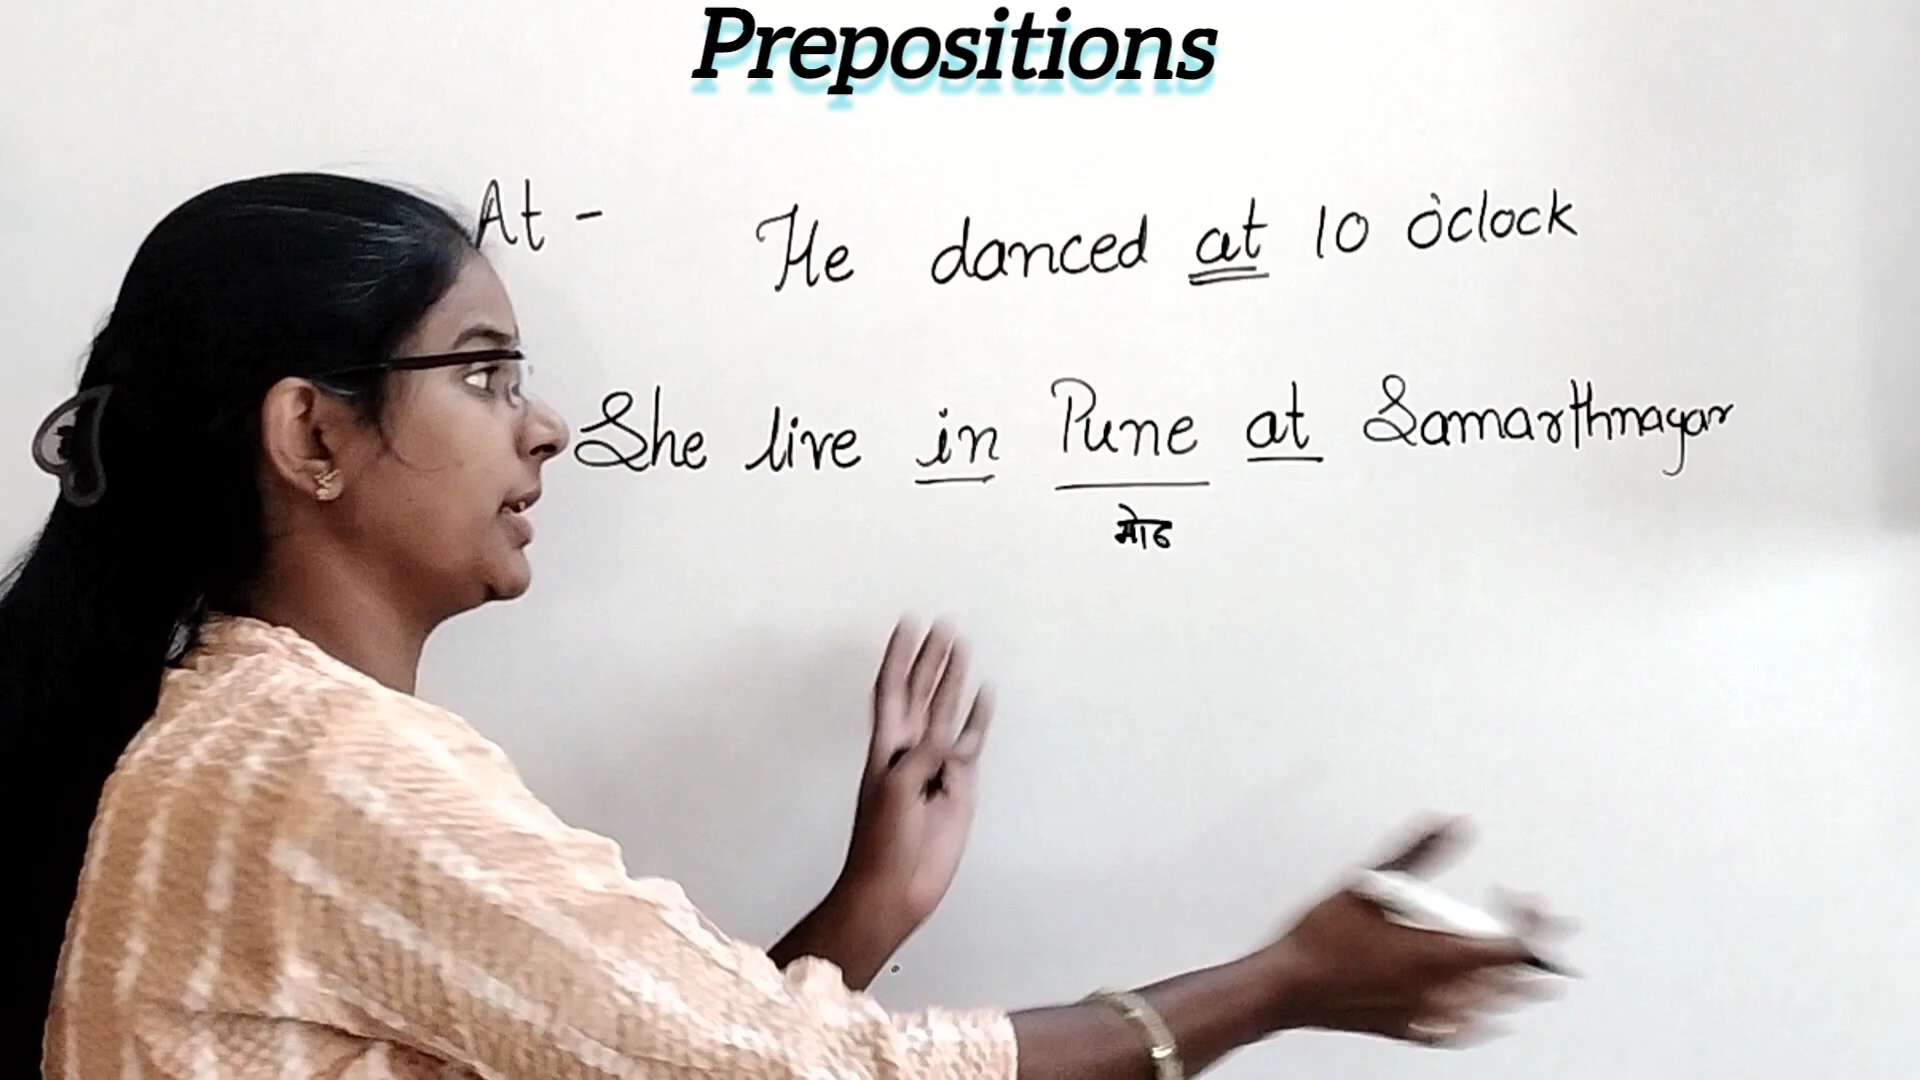 Prepositions
At - He danced at 10 o'clock
She live in Pune at Samarthnagar
मोठ